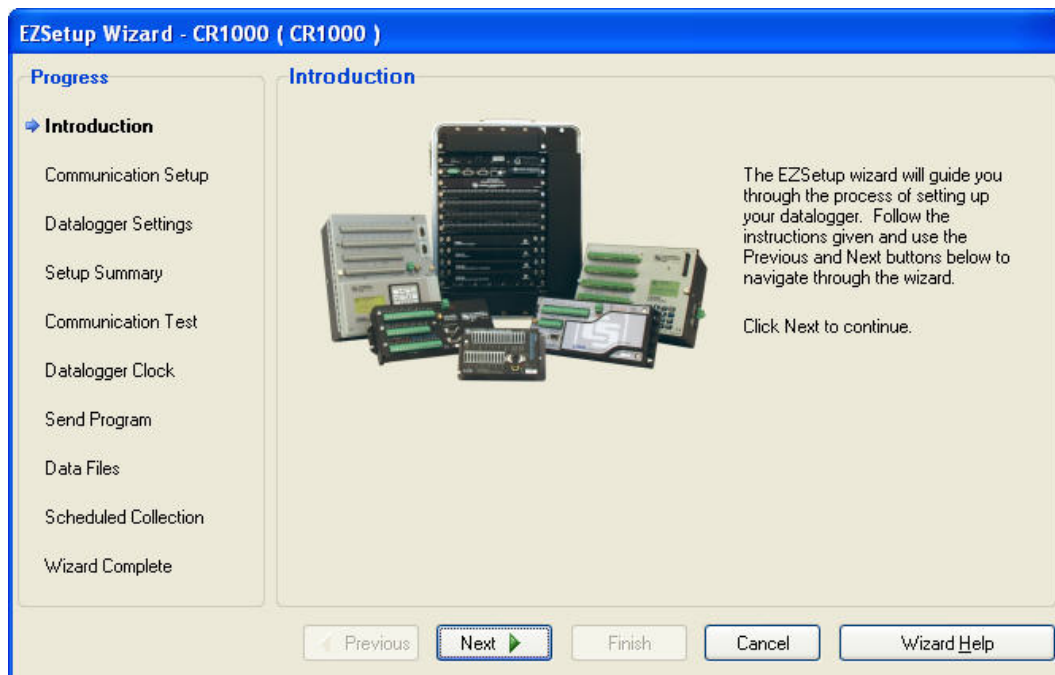 EZSetup Wizard - CR1000 ( CR1000 )
Progress
Introduction
Communication Setup
Datalogger Settings
Setup Summary
Communication Test
Datalogger Clock
Send Program
Data Files
Scheduled Collection
Wizard Complete
Introduction
The EZSetup wizard will guide you
through the process of setting up
your datalogger. Follow the
instructions given and use the
Previous and Next buttons below to
navigate through the wizard.
Click Next to continue.
Previous
Next
Finish
Cancel
Wizard Help